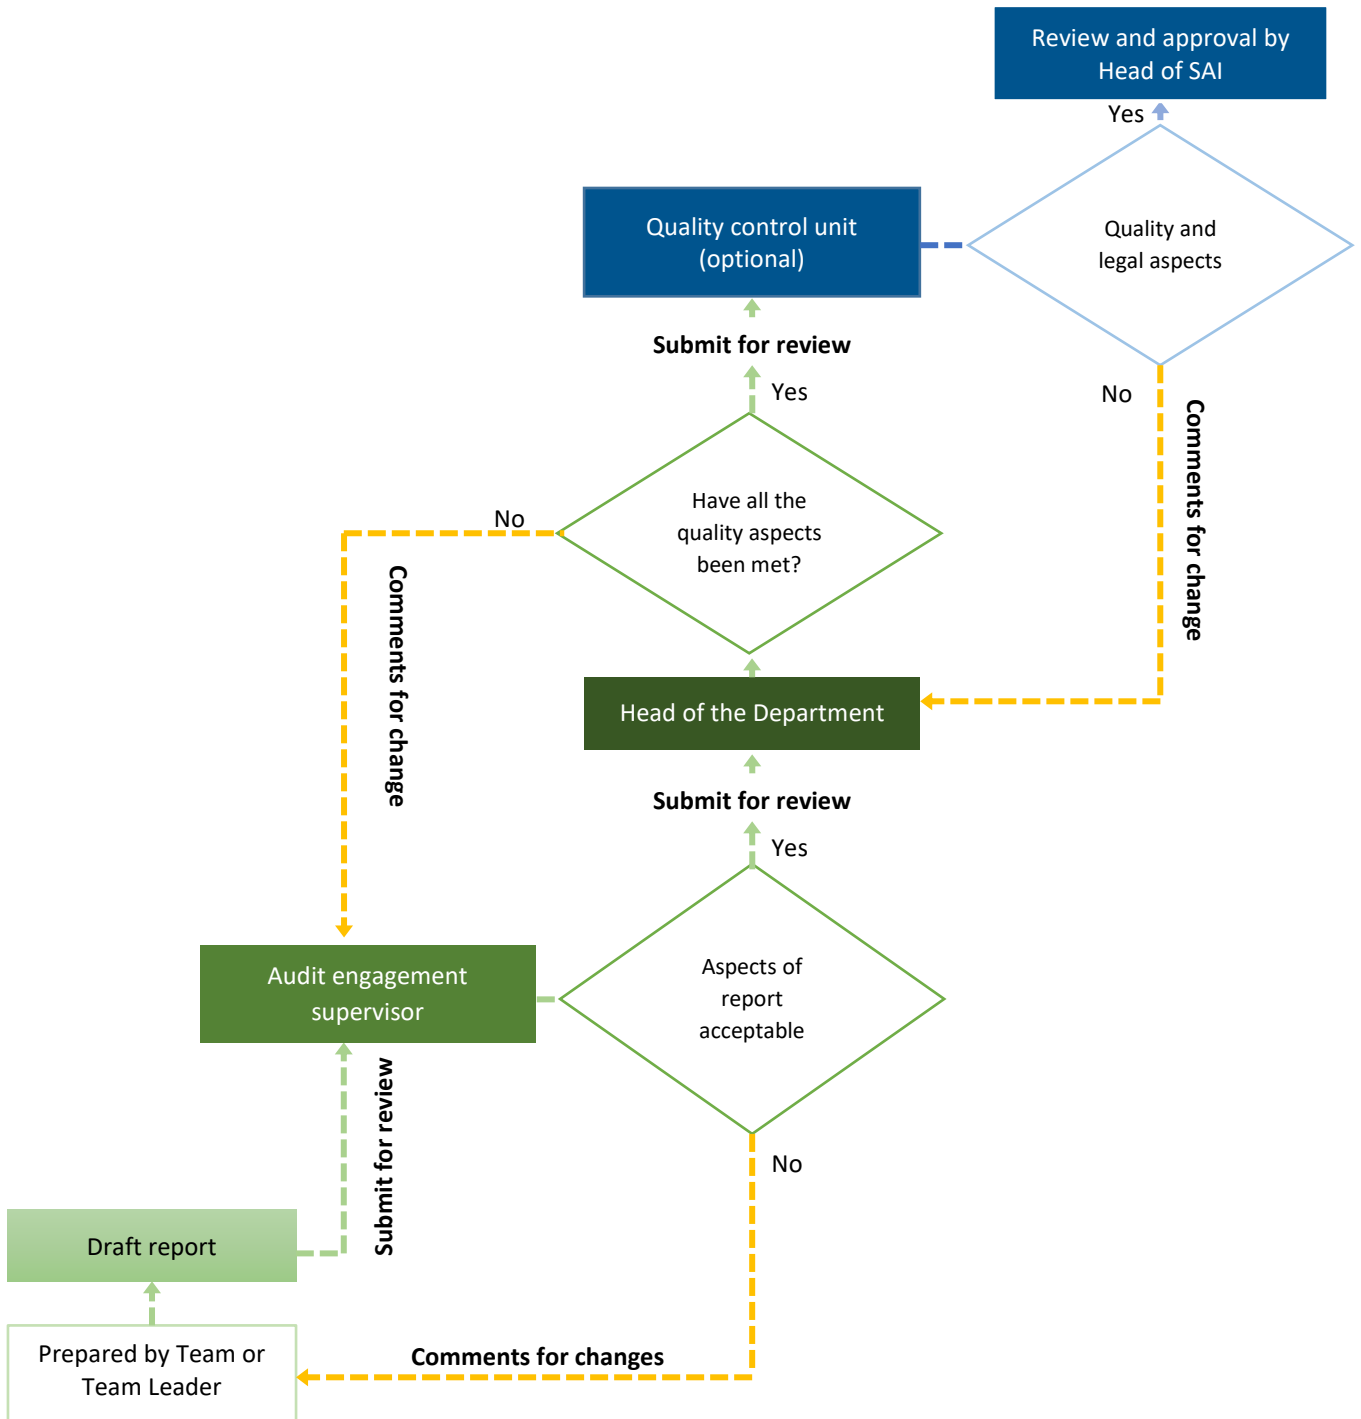 Review and approval by
Head of SAI
Yes
Quality and
legal aspects
Quality control unit
(optional)
Submit for review
Yes
No
Comments for change
Have all the
quality aspects
been met?
No
Comments for change
Head of the Department
Submit for review
Yes
Aspects of
report
acceptable
Audit engagement
supervisor
Submit for review
No
Draft report
Prepared by Team or
Team Leader
Comments for changes